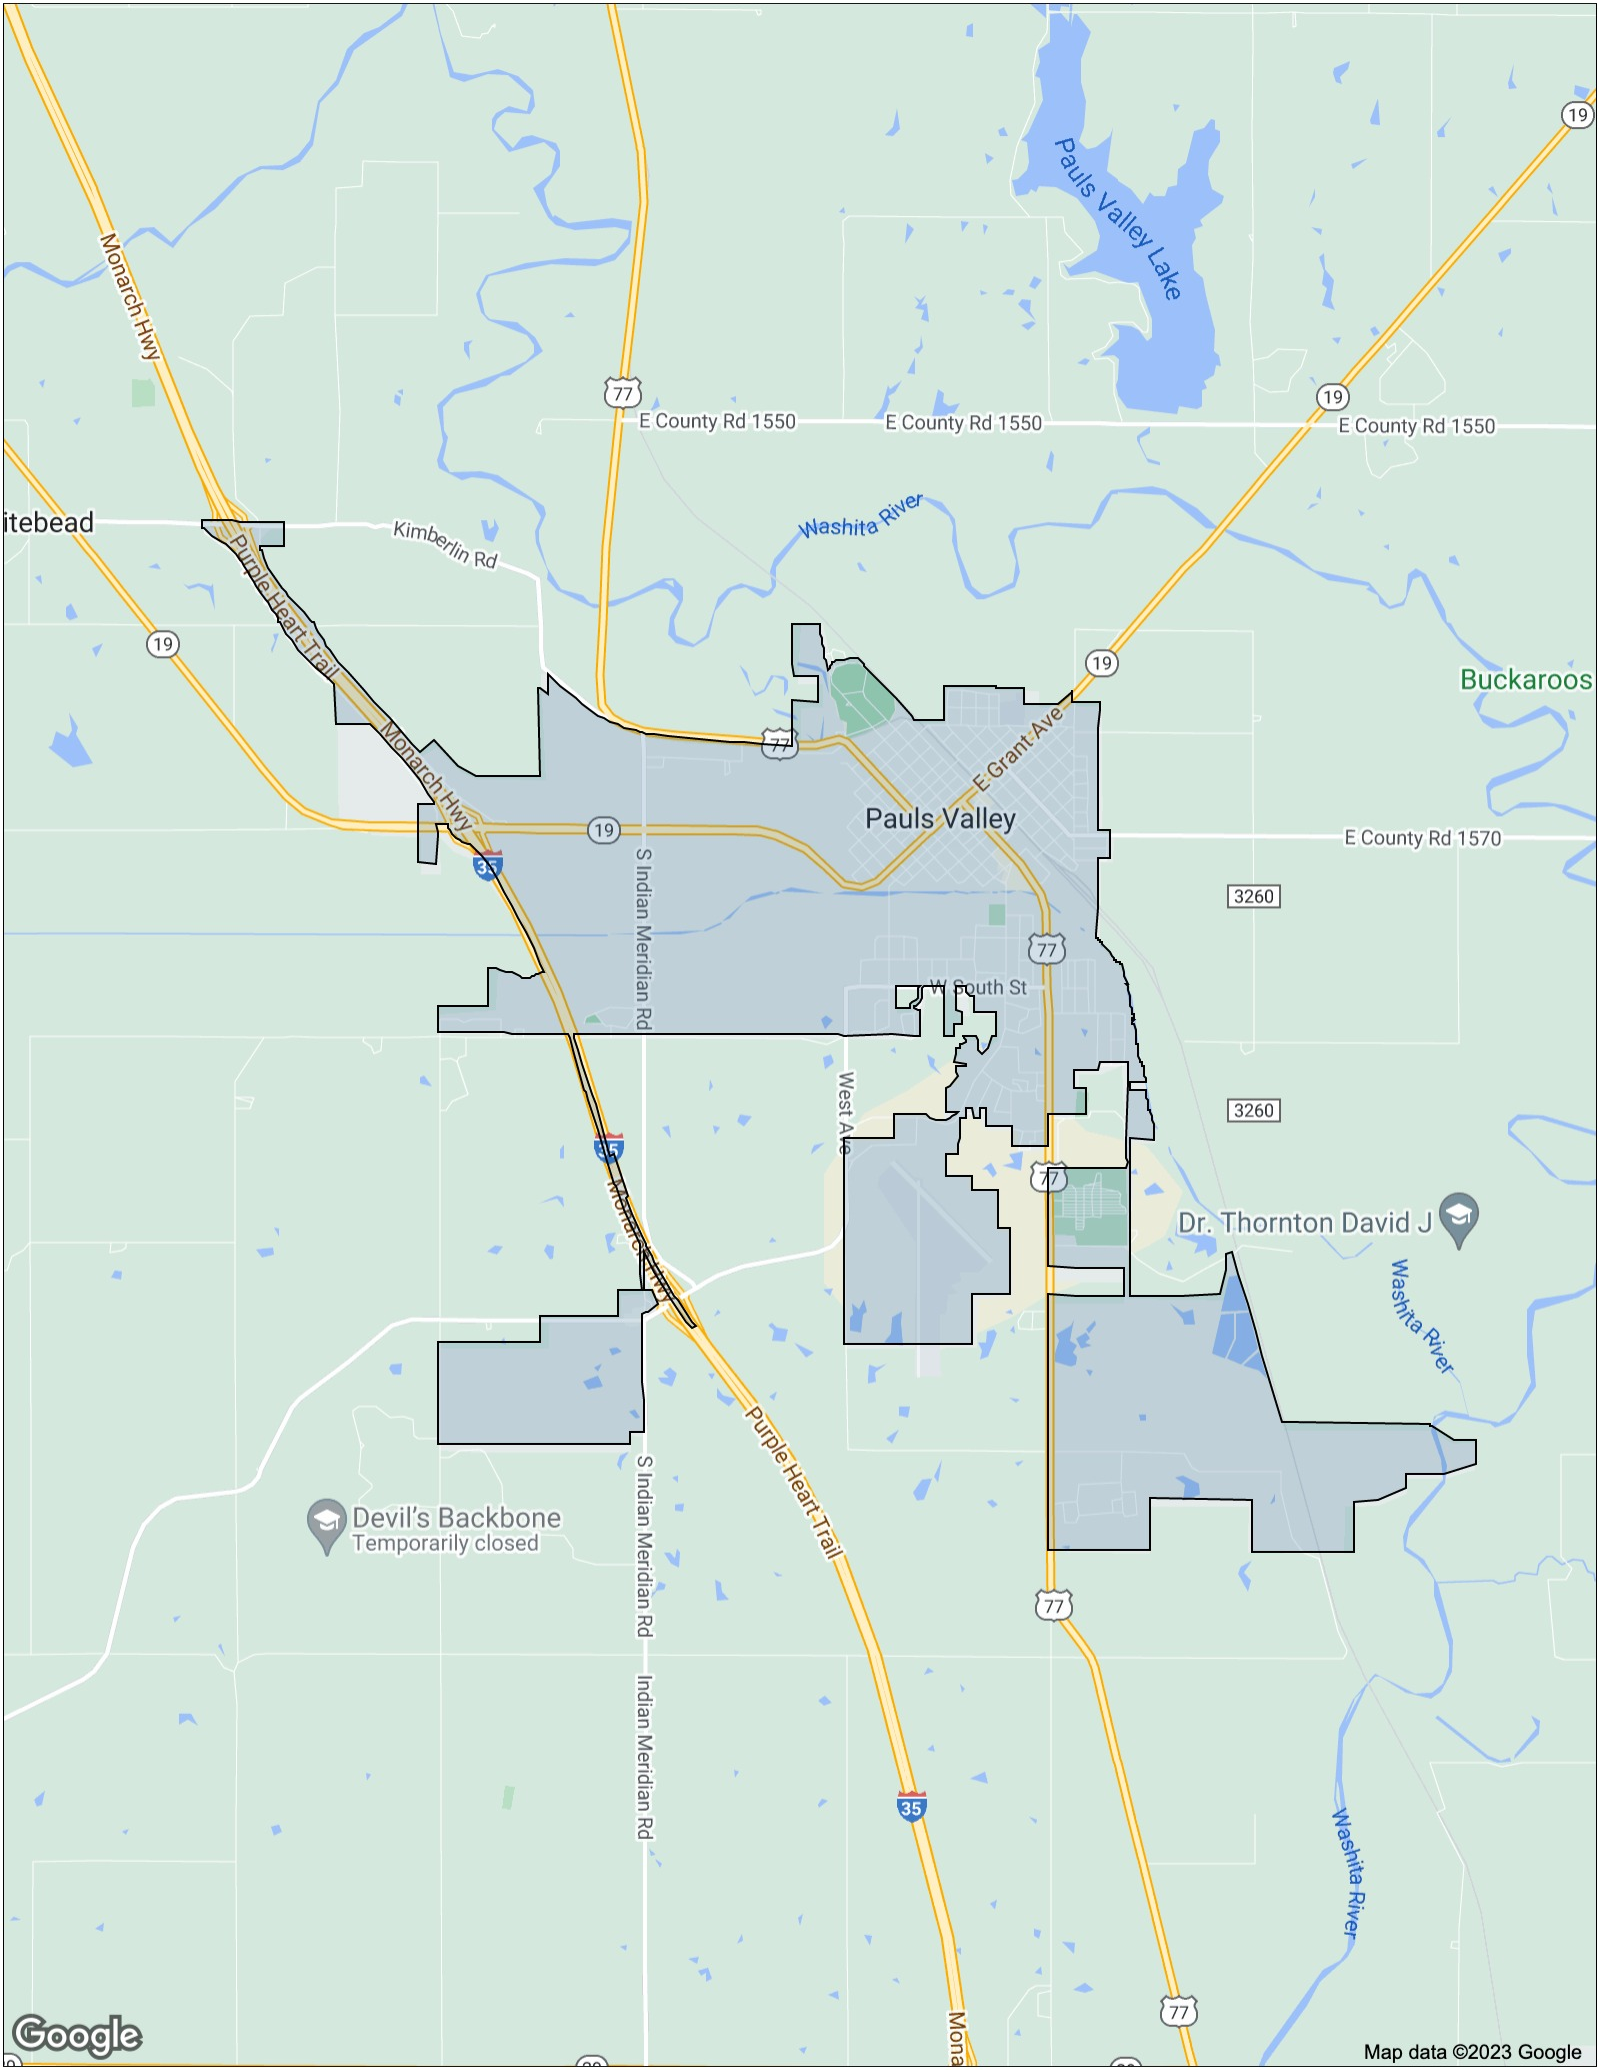 19
Pauls Valley Lake
Monarch Hwy
77
19
E County Rd 1550
E County Rd 1550
E County Rd 1550
itebead
Kimberlin Rd
Washita River
Purple Heart Trail
19
19
Buckaroos
Monarch Hwy
77
E Grant Ave
Pauls Valley
19
E County Rd 1570
35
S Indian Meridian Rd
3260
77
W South St
West Ave
3260
35
77
Monarch Hwy
Dr. Thornton David J
Washita River
Purple Heart Trail
S Indian Meridian Rd
Devil's Backbone
Temporarily closed
77
Indian Meridian Rd
35
Washita River
77
Mona
Google
Map data ©2023 Google